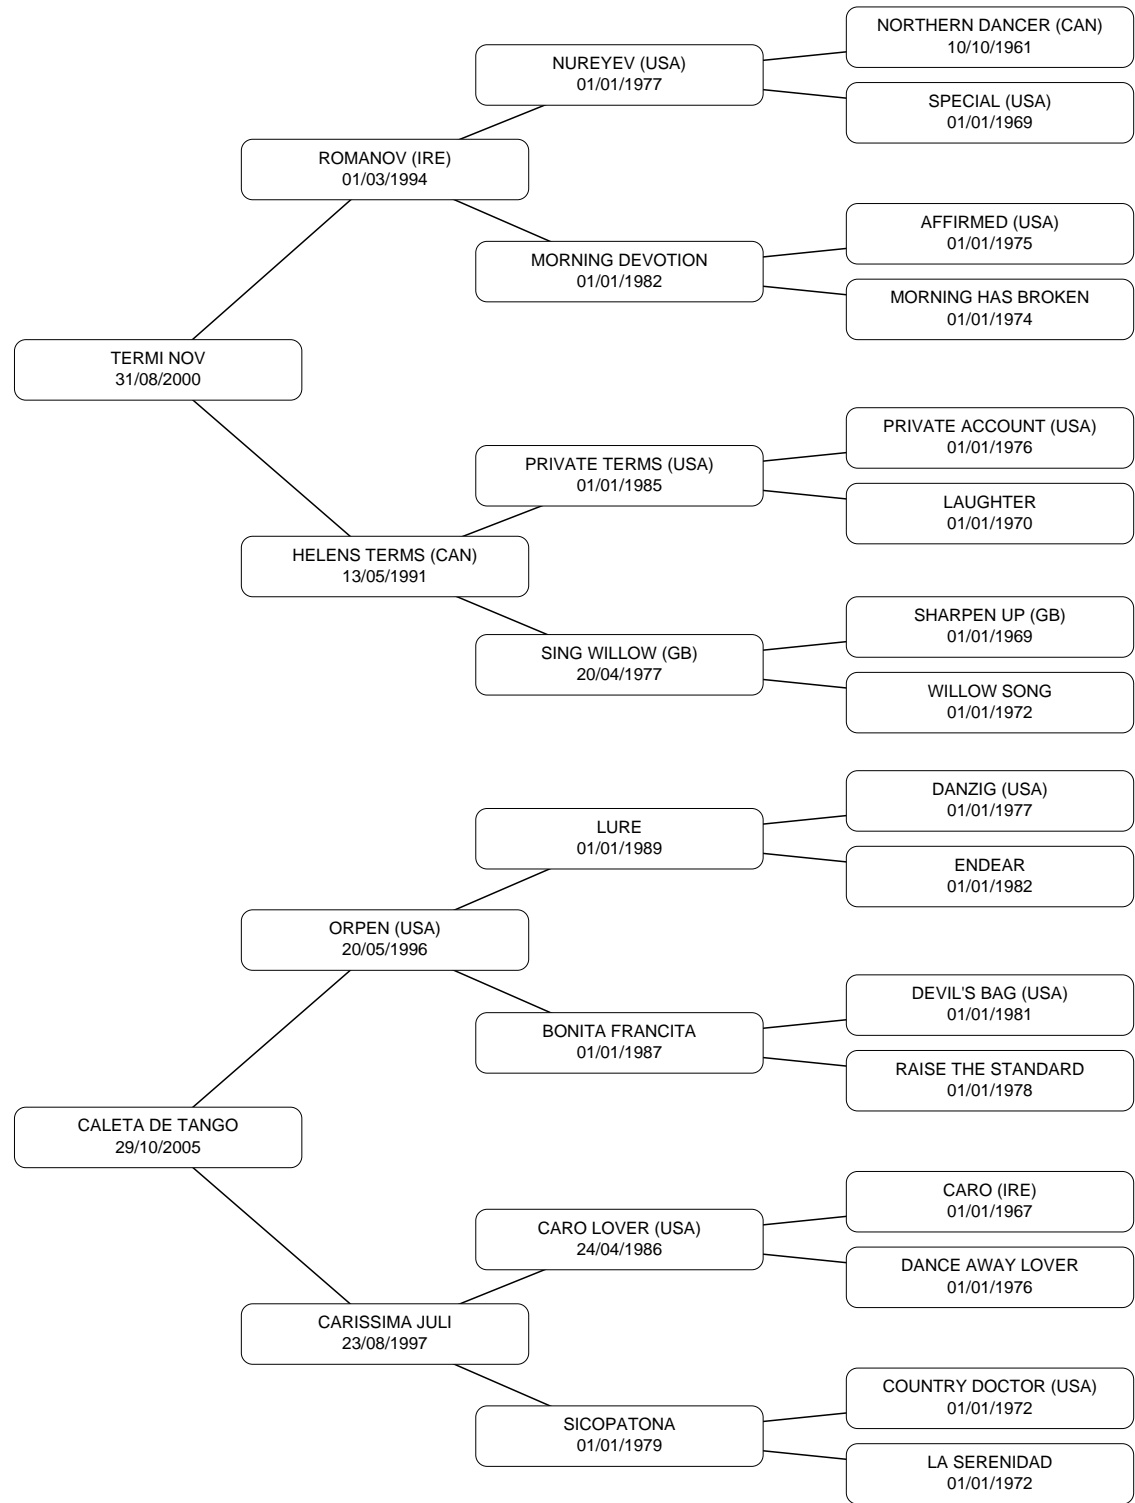 NORTHERN DANCER (CAN)
10/10/1961
NUREYEV (USA)
01/01/1977
SPECIAL (USA)
01/01/1969
ROMANOV (IRE)
01/03/1994
AFFIRMED (USA)
01/01/1975
MORNING DEVOTION
01/01/1982
MORNING HAS BROKEN
01/01/1974
TERMI NOV
31/08/2000
PRIVATE ACCOUNT (USA)
01/01/1976
PRIVATE TERMS (USA)
01/01/1985
LAUGHTER
01/01/1970
HELENS TERMS (CAN)
13/05/1991
SHARPEN UP (GB)
01/01/1969
SING WILLOW (GB)
20/04/1977
WILLOW SONG
01/01/1972
DANZIG (USA)
01/01/1977
LURE
01/01/1989
ENDEAR
01/01/1982
ORPEN (USA)
20/05/1996
DEVIL'S BAG (USA)
01/01/1981
BONITA FRANCITA
01/01/1987
RAISE THE STANDARD
01/01/1978
CALETA DE TANGO
29/10/2005
CARO (IRE)
01/01/1967
CARO LOVER (USA)
24/04/1986
DANCE AWAY LOVER
01/01/1976
CARISSIMA JULI
23/08/1997
COUNTRY DOCTOR (USA)
01/01/1972
SICOPATONA
01/01/1979
LA SERENIDAD
01/01/1972